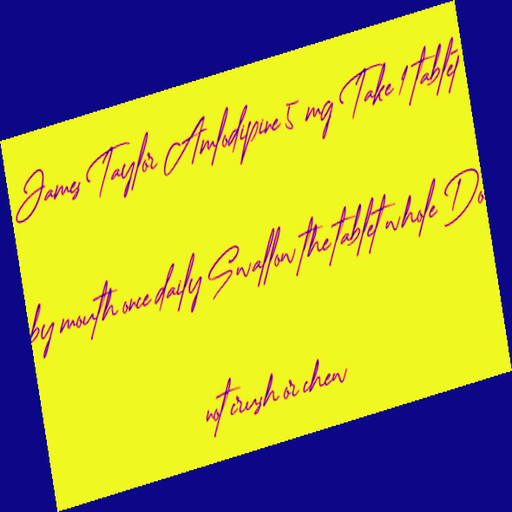 James Taylor Amlodipine 5 mg Take 1 tablet
by mouth once daily Swallow the tablet whole Do
not crush or chew